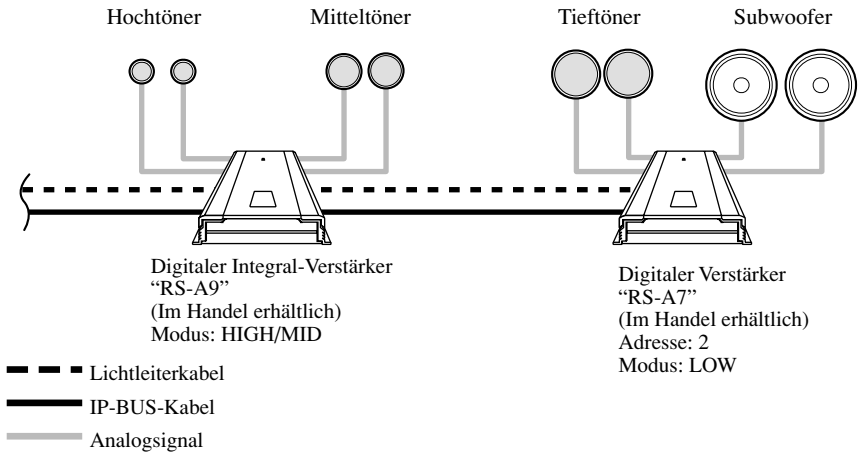 Hochtöner
Mitteltöner
Tieftöner
Subwoofer
Digitaler Integral-Verstärker
“RS-A9”
(Im Handel erhältlich)
Modus: HIGH/MID
Digitaler Verstärker
“RS-A7”
(Im Handel erhältlich)
Adresse: 2
Modus: LOW
Lichtleiterkabel
IP-BUS-Kabel
Analogsignal